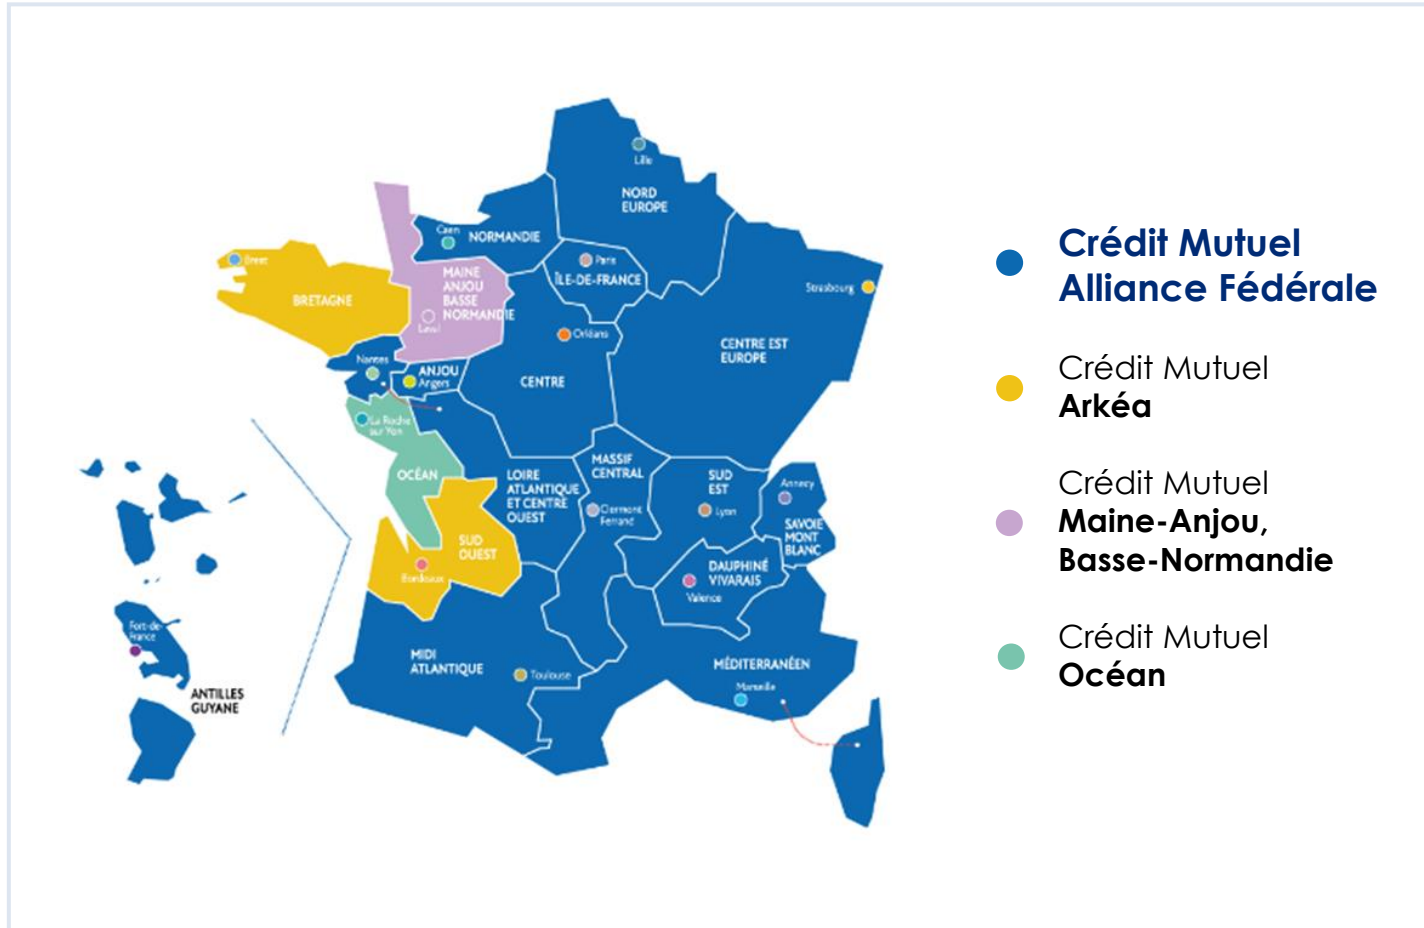 Lille
NORD
EUROPE
Caen
NORMANDIE
Paris
ÎLE-DE-FRANCE
Brest
BRETAGNE
MAINE
ANJOU
BASSE
NORMANDIE
Laval
Strasbourg
Orléans
CENTRE EST
EUROPE
Nantes
ANJOU
Angers
CENTRE
La Roche
sur Yon
OCÉAN
LOIRE
ATLANTIQUE
ET CENTRE
OUEST
MASSIF
CENTRAL
Clermont
Ferrand
SUD
EST
Lyon
Annecy
SAVOIE
MONT
BLANC
SUD
OUEST
Bordeaux
DAUPHINÉ
VIVARAIS
Valence
MIDI
ATLANTIQUE
Toulouse
MÉDITERRANÉEN
Marseille
Fort-de-
France
ANTILLES
GUYANE
Crédit Mutuel
Alliance Fédérale
Crédit Mutuel
Arkéa
Crédit Mutuel
Maine-Anjou,
Basse-Normandie
Crédit Mutuel
Océan